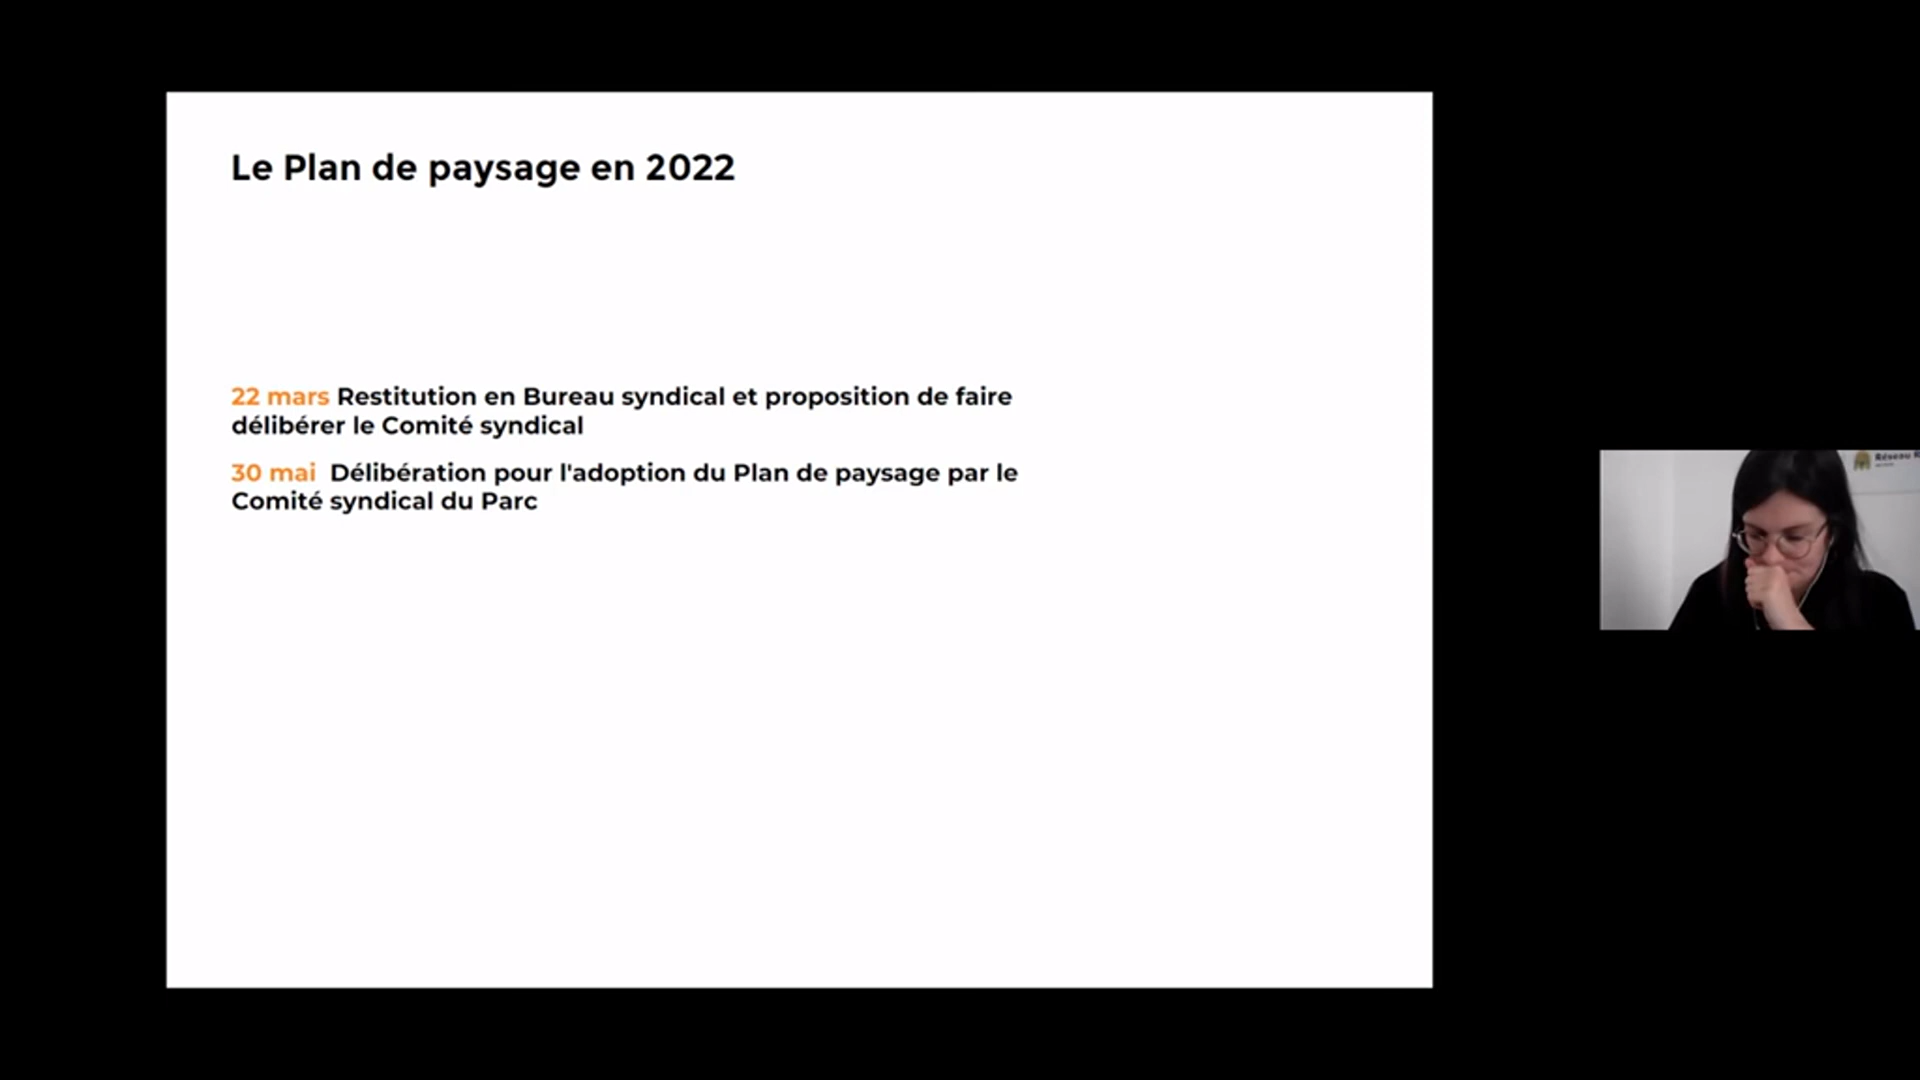 Le Plan de paysage en 2022
22 mars Restitution en Bureau syndical et proposition de faire
délibérer le Comité syndical
30 mai Délibération pour l'adoption du Plan de paysage par le
Comité syndical du Parc
Réseau